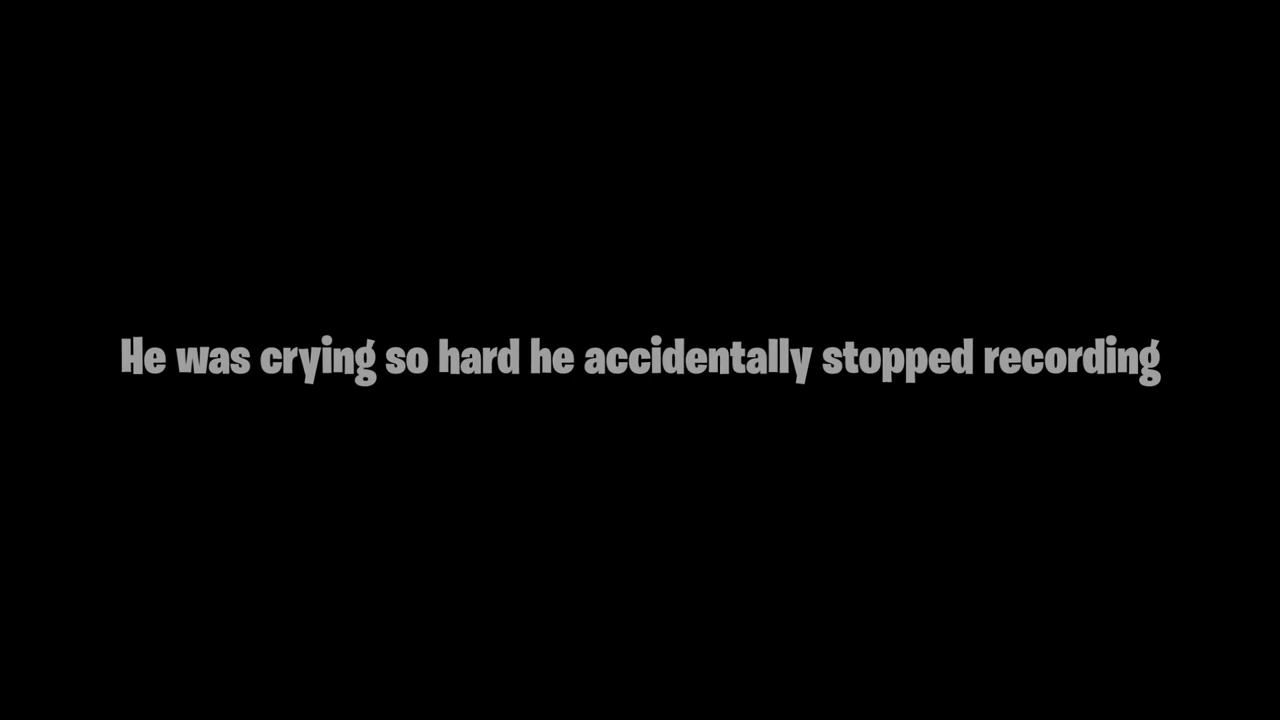 He was crying so hard he accidentally stopped recording